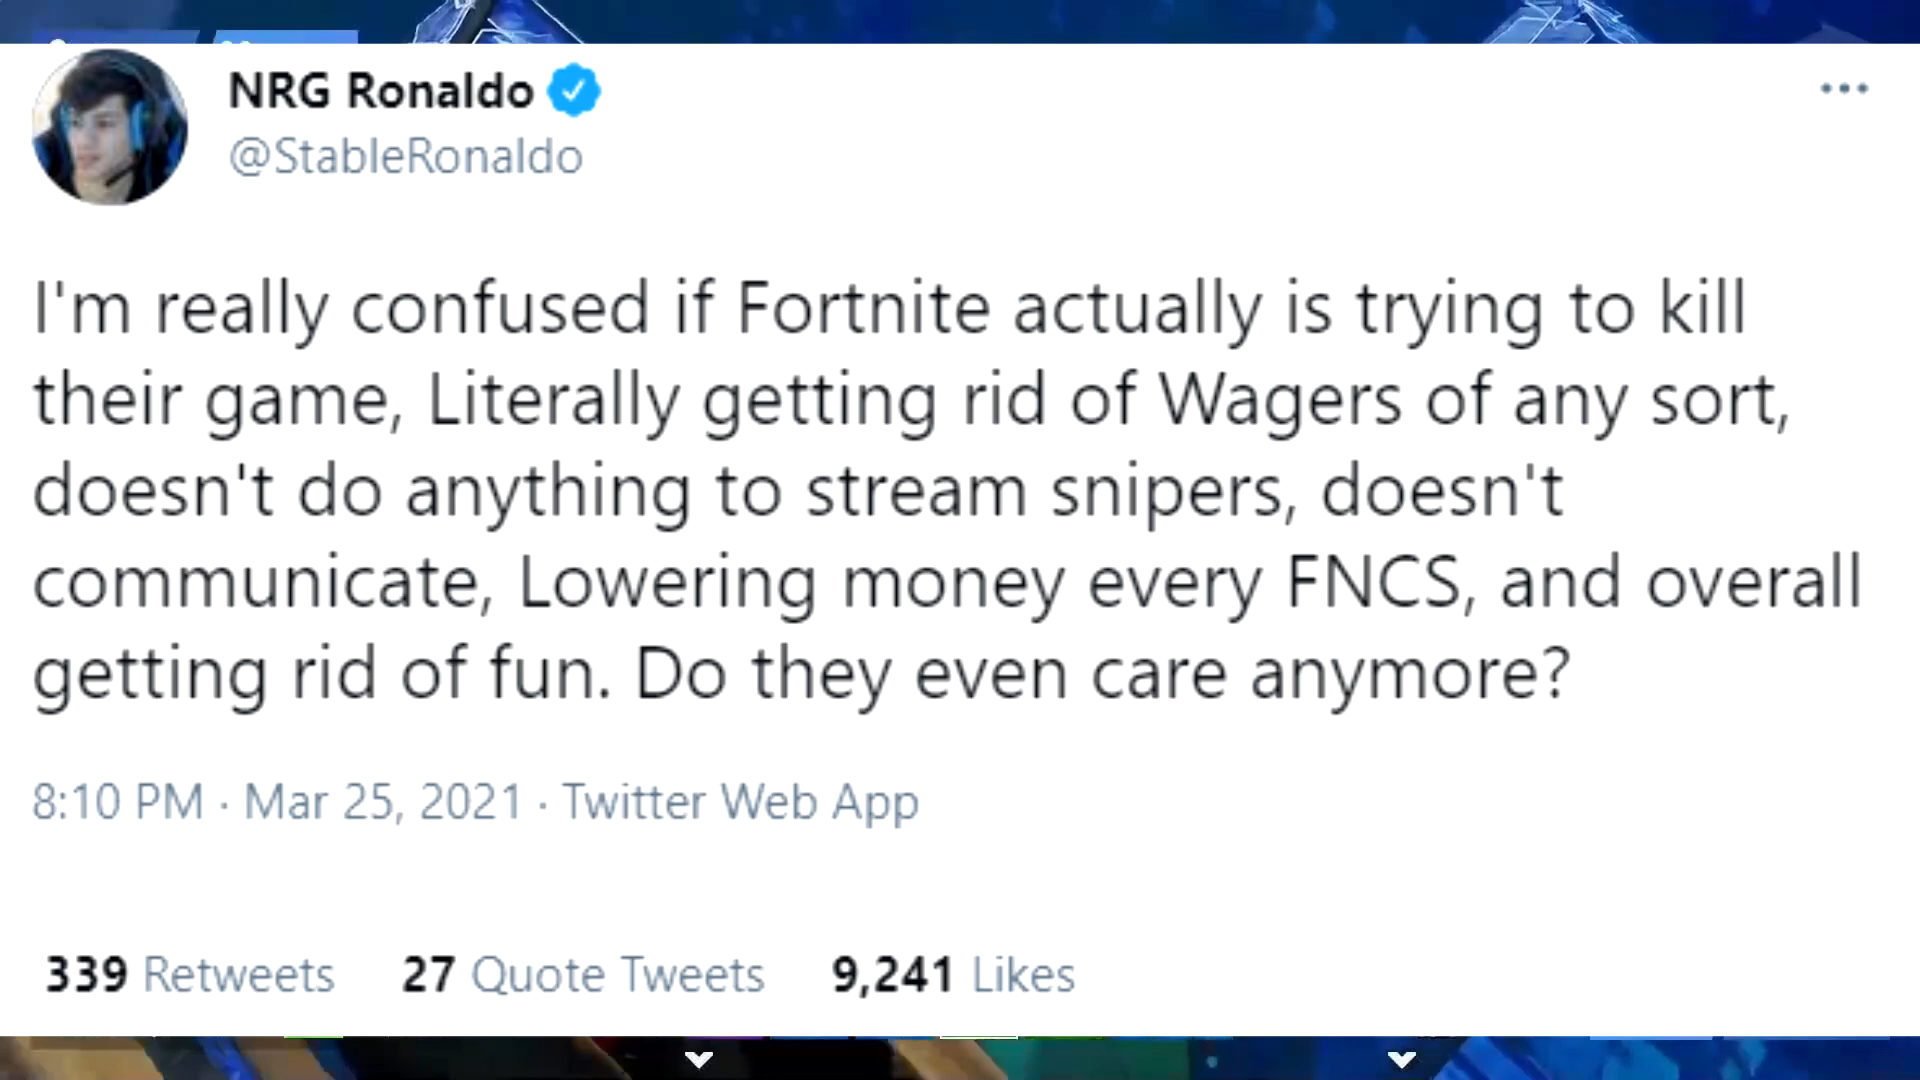 NRG Ronaldo
@StableRonaldo
I'm really confused if Fortnite actually is trying to kill
their game, Literally getting rid of Wagers of any sort,
doesn't do anything to stream snipers, doesn't
communicate, Lowering money every FNCS, and overall
getting rid of fun. Do they even care anymore?
8:10 PM · Mar 25, 2021 · Twitter Web App
339 Retweets 27 Quote Tweets 9,241 Likes